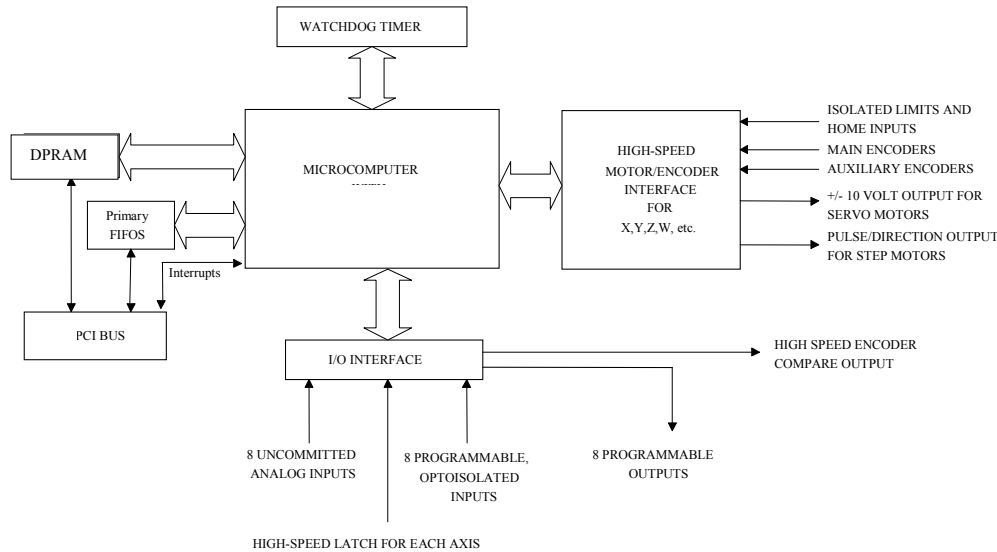 WATCHDOG TIMER
ISOLATED LIMITS AND
HOME INPUTS
MAIN ENCODERS
AUXILIARY ENCODERS
+/- 10 VOLT OUTPUT FOR
SERVO MOTORS
PULSE/DIRECTION OUTPUT
FOR STEP MOTORS
HIGH-SPEED
MOTOR/ENCODER
INTERFACE
FOR
X,Y,Z,W, etc.
MICROCOMPUTER
DPRAM
Primary
FIFOS
Interrupts
PCI BUS
I/O INTERFACE
HIGH SPEED ENCODER
COMPARE OUTPUT
8 UNCOMMITTED
ANALOG INPUTS
8 PROGRAMMABLE,
OPTOISOLATED
INPUTS
8 PROGRAMMABLE
OUTPUTS
HIGH-SPEED LATCH FOR EACH AXIS